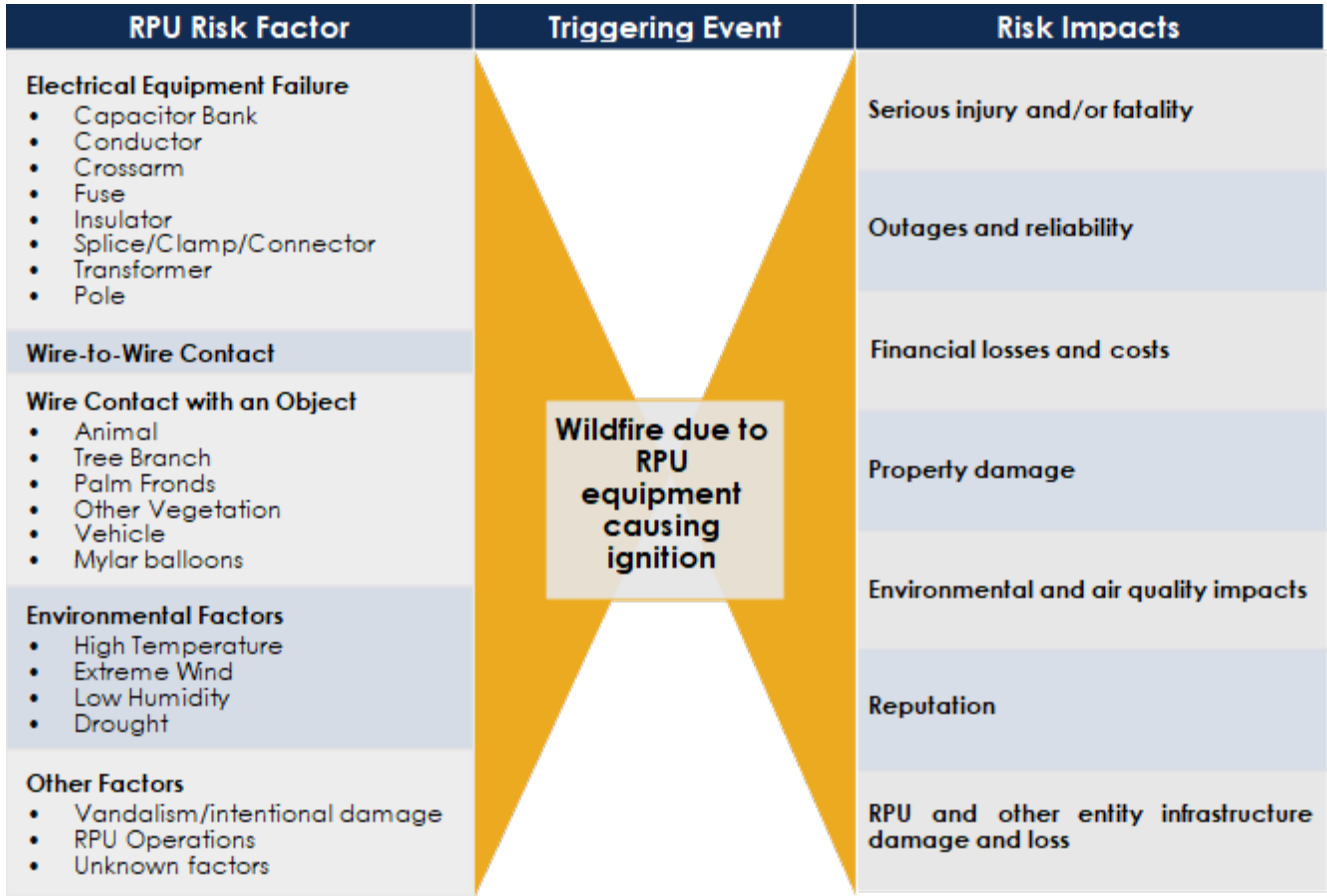 RPU Risk Factor
Triggering Event
Risk Impacts
Electrical Equipment Failure
• Capacitor Bank
• Conductor
• Crossarm
• Fuse
• Insulator
• Splice/Clamp/Connector
• Transformer
• Pole
Wire-to-Wire Contact
Wire Contact with an Object
• Animal
• Tree Branch
• Palm Fronds
• Other Vegetation
• Vehicle
• Mylar balloons
Environmental Factors
• High Temperature
• Extreme Wind
• Low Humidity
• Drought
Other Factors
• Vandalism/intentional damage
• RPU Operations
• Unknown factors
Wildfire due to
RPU
equipment
causing
ignition
Serious injury and/or fatality
Outages and reliability
Financial losses and costs
Property damage
Environmental and air quality impacts
Reputation
RPU and other entity infrastructure
damage and loss